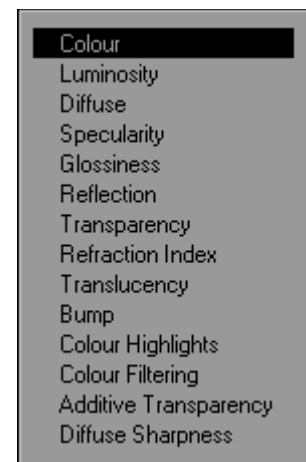 Colour
Luminosity
Diffuse
Specularity
Glossiness
Reflection
Transparency
Refraction Index
Translucency
Bump
Colour Highlights
Colour Filtering
Additive Transparency
Diffuse Sharpness